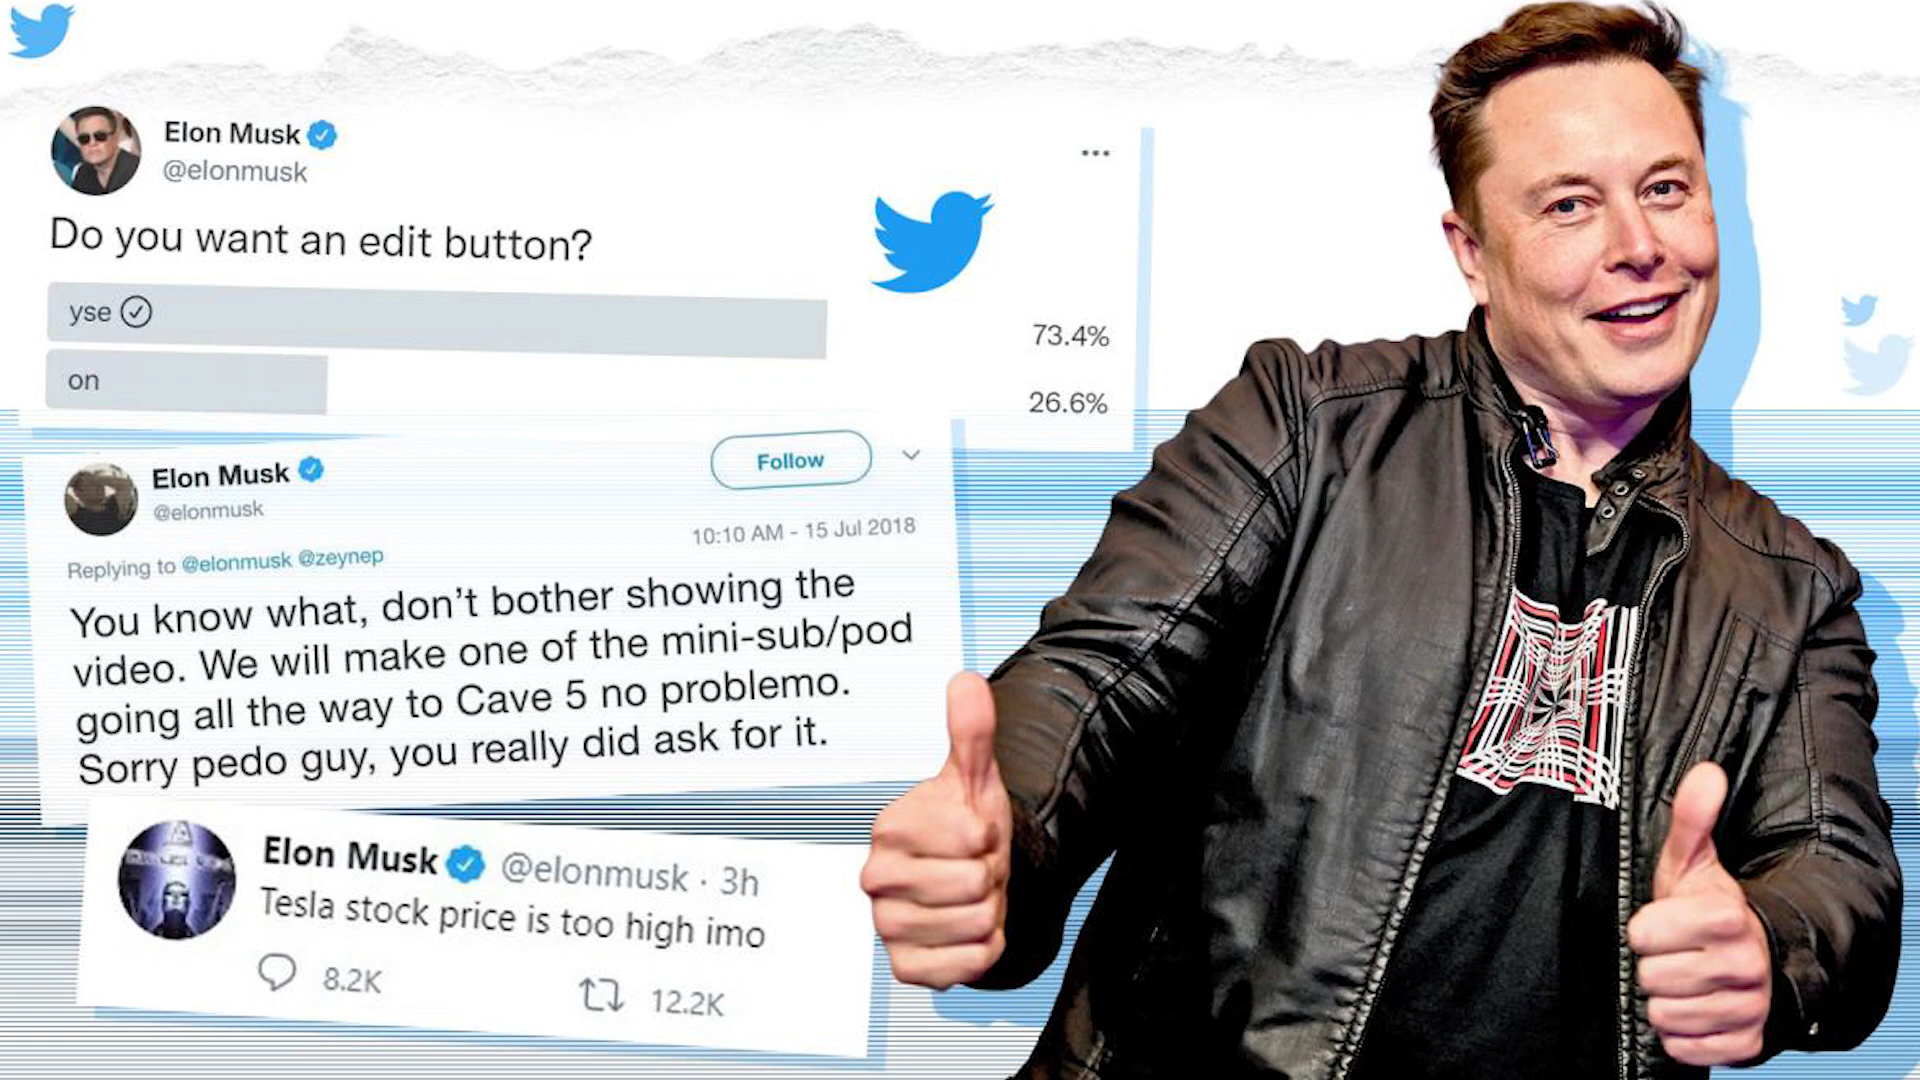 Elon Musk
@elonmusk
Do you want an edit button?
yse
73.4%
on
26.6%
Elon Musk
@elonmusk
Follow
10:10 AM - 15 Jul 2018
Replying to @elonmusk @zeynep
You know what, don't bother showing the
video. We will make one of the mini-sub/pod
going all the way to Cave 5 no problemo.
Sorry pedo guy, you really did ask for it.
Elon Musk @elonmusk · 3h
Tesla stock price is too high imo
8.2K 12.2K